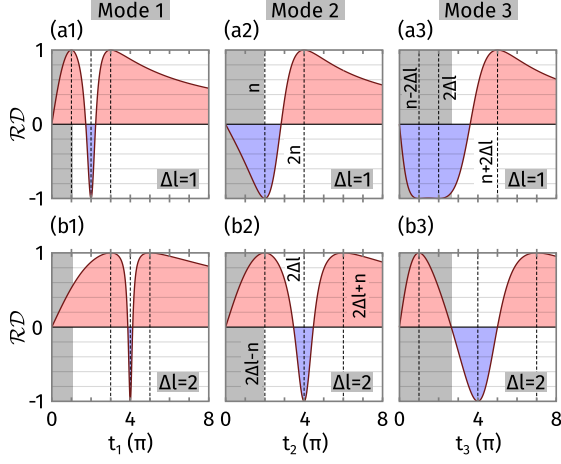 Mode 1 Mode 2 Mode 3
(a1) (a2) (a3)
1
0
-1
RD
n
2n
n-2Δl
2Δl
n+2Δl
Δl=1 Δl=1 Δl=1
(b1) (b2) (b3)
1
0
-1
RD
2Δl-n
2Δl
2Δl+n
Δl=2 Δl=2 Δl=2
0 4 8 0 4 8 0 4 8
t₁ (π) t₂ (π) t₃ (π)